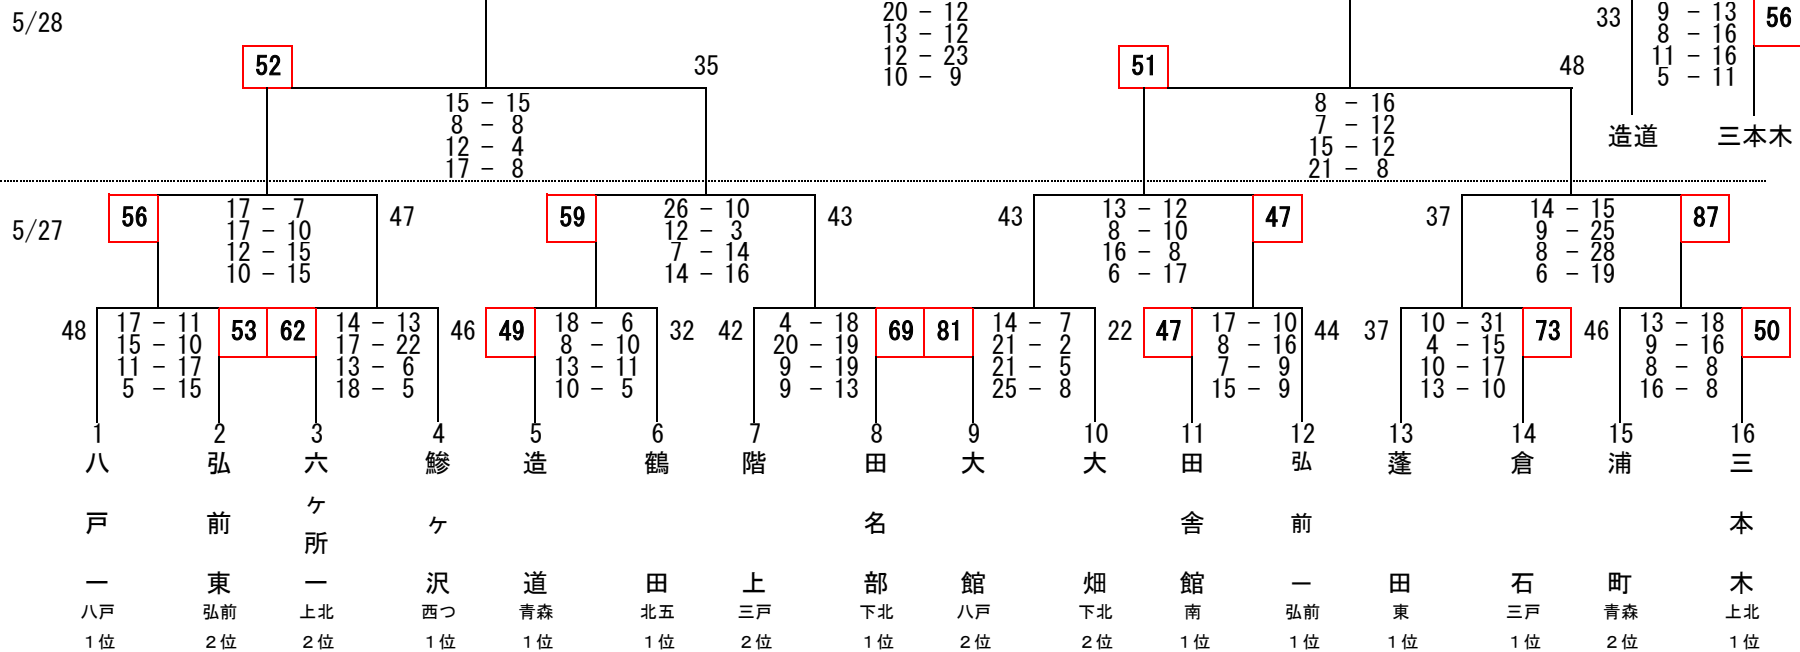 5/28
20 - 12
13 - 12
12 - 23
10 - 9
33
9 - 13
8 - 16
11 - 16
5 - 11
56
造道
三本木
52
35
15 - 15
8 - 8
12 - 4
17 - 8
51
48
8 - 16
7 - 12
15 - 12
21 - 8
5/27
56
17 - 7
17 - 10
12 - 15
10 - 15
47
59
26 - 10
12 - 3
7 - 14
14 - 16
43
43
13 - 12
8 - 10
16 - 8
6 - 17
47
37
14 - 15
9 - 25
8 - 28
6 - 19
87
48
17 - 11
15 - 10
11 - 17
5 - 15
53
62
14 - 13
17 - 22
13 - 6
18 - 5
46
49
18 - 6
8 - 10
13 - 11
10 - 5
32
42
4 - 18
20 - 19
9 - 19
9 - 13
69
81
14 - 7
21 - 2
21 - 5
25 - 8
22
47
17 - 10
8 - 16
7 - 9
15 - 9
44
37
10 - 31
4 - 15
10 - 17
13 - 10
73
46
13 - 18
9 - 16
8 - 8
16 - 8
50
1 2 3 4 5 6 7 8 9 10 11 12 13 14 15 16
八戸一
弘前東
六ヶ所一
鰺ヶ沢
造道
鶴田
階上
田名部
大館
大畑
田舎館
弘前一
蓬田
倉石
浦町
三本木
八戸 弘前 上北 西つ 青森 北五 三戸 下北 八戸 下北 南 弘前 東 三戸 青森 上北
1位 2位 2位 1位 1位 1位 2位 1位 2位 2位 1位 1位 1位 1位 2位 1位